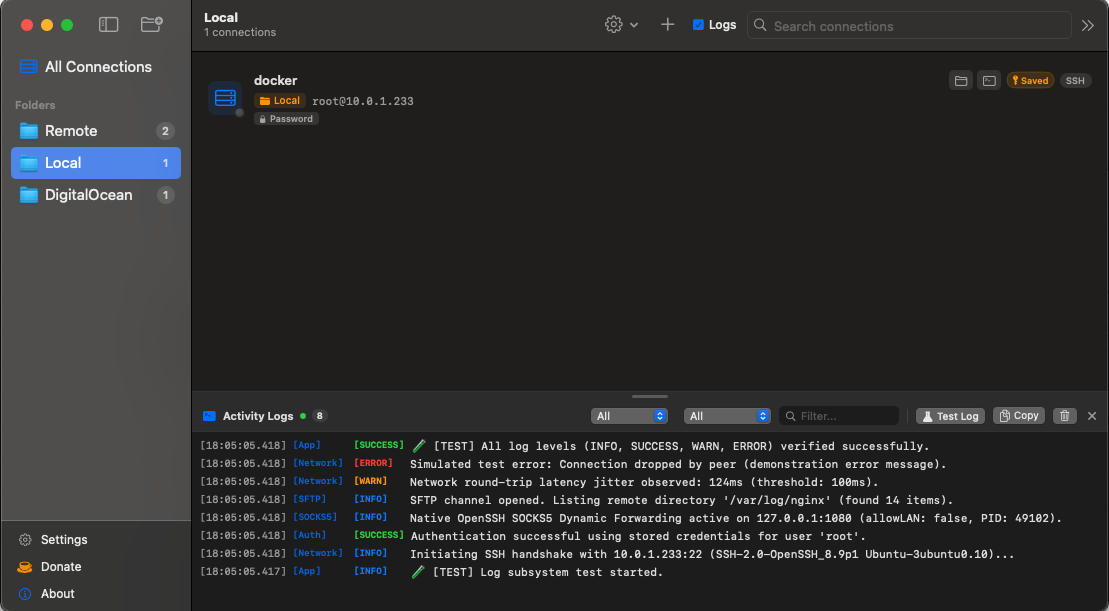 Local
1 connections
Logs
Search connections
All Connections
Folders
Remote 2
Local 1
DigitalOcean 1
Settings
Donate
About
docker
Local root@10.0.1.233
Password
Saved SSH
Activity Logs 8 All All Filter... Test Log Copy
[18:05:05.418] [App] [SUCCESS] [TEST] All log levels (INFO, SUCCESS, WARN, ERROR) verified successfully.
[18:05:05.418] [Network] [ERROR] Simulated test error: Connection dropped by peer (demonstration error message).
[18:05:05.418] [Network] [WARN] Network round-trip latency jitter observed: 124ms (threshold: 100ms).
[18:05:05.418] [SFTP] [INFO] SFTP channel opened. Listing remote directory '/var/log/nginx' (found 14 items).
[18:05:05.418] [SOCKS5] [INFO] Native OpenSSH SOCKS5 Dynamic Forwarding active on 127.0.0.1:1080 (allowLAN: false, PID: 49102).
[18:05:05.418] [Auth] [SUCCESS] Authentication successful using stored credentials for user 'root'.
[18:05:05.418] [Network] [INFO] Initiating SSH handshake with 10.0.1.233:22 (SSH-2.0-OpenSSH_8.9p1 Ubuntu-3ubuntu0.10)...
[18:05:05.417] [App] [INFO] [TEST] Log subsystem test started.